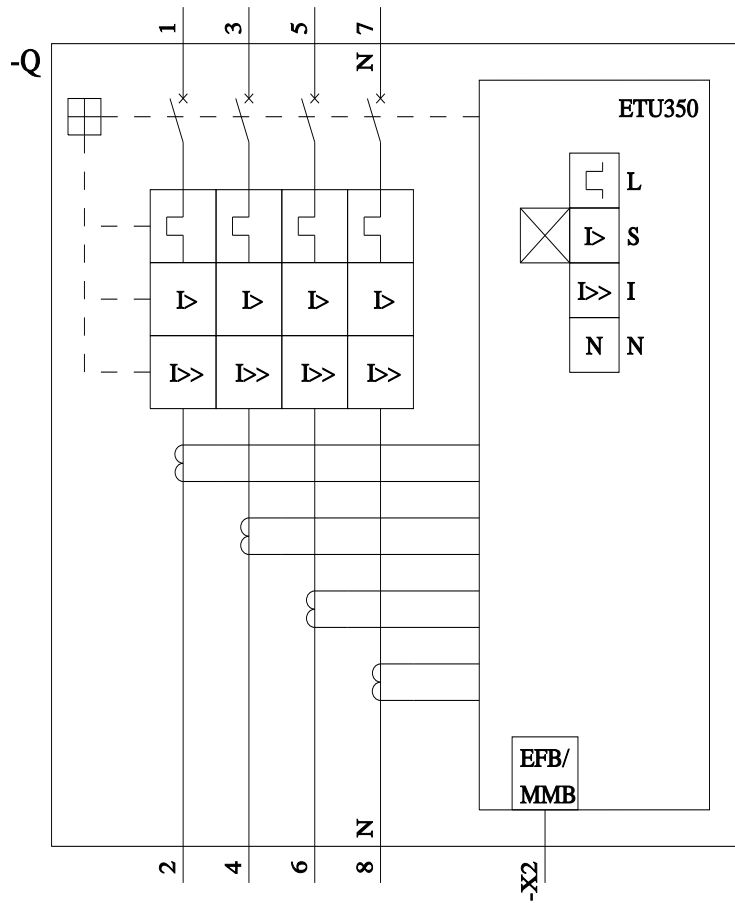 1 3 5 7
-Q
N
ETU350
L
I> S
I> I> I> I>
I>> I
N N
I>> I>> I>> I>>
EFB/
MMB
N
2 4 6 8 -X2